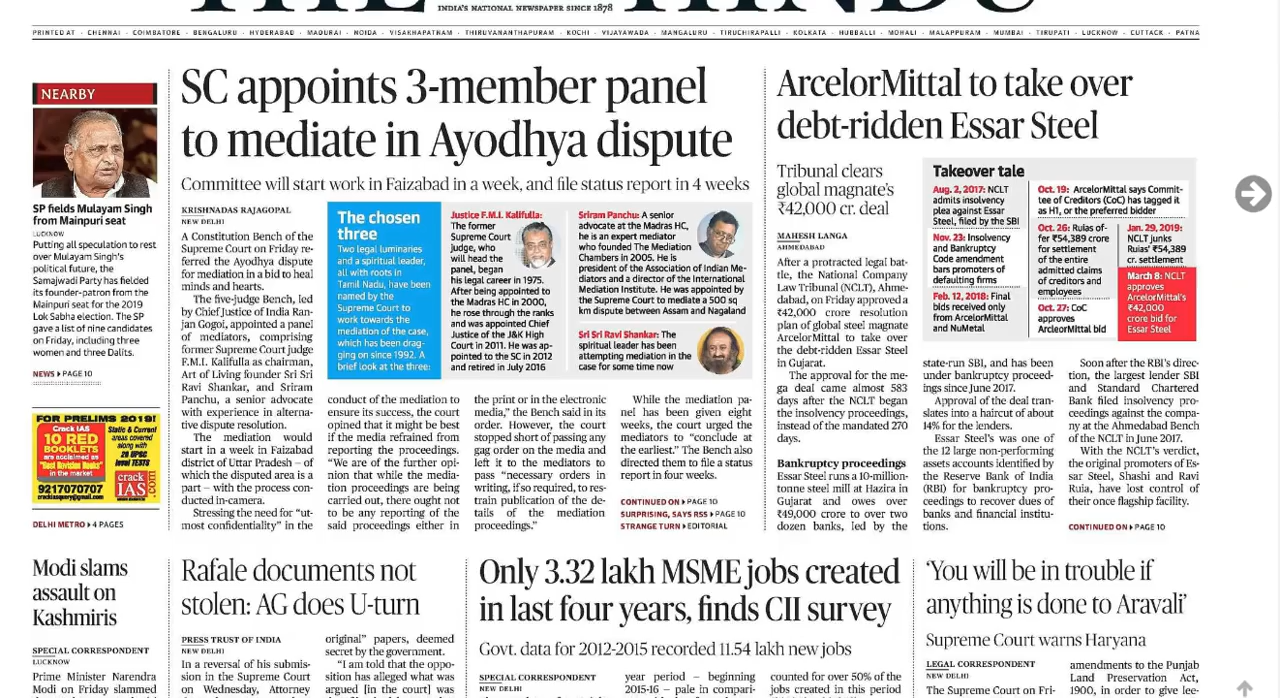 THE HINDU
INDIA'S NATIONAL NEWSPAPER SINCE 1878
PRINTED AT · CHENNAI · COIMBATORE · BENGALURU · HYDERABAD · MADURAI · NOIDA · VISAKHAPATNAM · THIRUVANANTHAPURAM · KOCHI · VIJAYAWADA · MANGALURU · TIRUCHIRAPALLI · KOLKATA · HUBBALLI · MOHALI · MALAPPURAM · MUMBAI · TIRUPATI · LUCKNOW · CUTTACK · PATNA
NEARBY
SP fields Mulayam Singh
from Mainpuri seat
LUCKNOW
Putting all speculation to rest
over Mulayam Singh's
political future, the
Samajwadi Party has fielded
its founder-patron from the
Mainpuri seat for the 2019
Lok Sabha election. The SP
gave a list of nine candidates
on Friday, including three
women and three Dalits.
NEWS ▸ PAGE 10
FOR PRELIMS 2019!
Crack IAS
10 RED
BOOKLETS
are acclaimed as
"Best Revision Books"
in the market
9217070707
crackiasquery@gmail.com
Static & Current
areas covered
along with
20 UPSC
level TESTS
crack
IAS.com
DELHI METRO ▸ 4 PAGES
SC appoints 3-member panel
to mediate in Ayodhya dispute
Committee will start work in Faizabad in a week, and file status report in 4 weeks
KRISHNADAS RAJAGOPAL
NEW DELHI
A Constitution Bench of the
Supreme Court on Friday re-
ferred the Ayodhya dispute
for mediation in a bid to heal
minds and hearts.
The five-judge Bench, led
by Chief Justice of India Ran-
jan Gogoi, appointed a panel
of mediators, comprising
former Supreme Court judge
F.M.I. Kalifulla as chairman,
Art of Living founder Sri Sri
Ravi Shankar, and Sriram
Panchu, a senior advocate
with experience in alterna-
tive dispute resolution.
The mediation would
start in a week in Faizabad
district of Uttar Pradesh – of
which the disputed area is a
part – with the process con-
ducted in-camera.
Stressing the need for "ut-
most confidentiality" in the
The chosen
three
Two legal luminaries
and a spiritual leader,
all with roots in
Tamil Nadu, have been
named by the
Supreme Court to
work towards the
mediation of the case,
which has been drag-
ging on since 1992. A
brief look at the three:
Justice F.M.I. Kalifulla:
The former
Supreme Court
judge, who
will head the
panel, began
his legal career in 1975.
After being appointed to
the Madras HC in 2000,
he rose through the ranks
and was appointed Chief
Justice of the J&K High
Court in 2011. He was ap-
pointed to the SC in 2012
and retired in July 2016
Sriram Panchu: A senior
advocate at the Madras HC,
he is an expert mediator
who founded The Mediation
Chambers in 2005. He is
president of the Association of Indian Me-
diators and a director of the International
Mediation Institute. He was appointed by
the Supreme Court to mediate a 500 sq
km dispute between Assam and Nagaland
Sri Sri Ravi Shankar: The
spiritual leader has been
attempting mediation in the
case for some time now
conduct of the mediation to
ensure its success, the court
opined that it might be best
if the media refrained from
reporting the proceedings.
"We are of the further opi-
nion that while the media-
tion proceedings are being
carried out, there ought not
to be any reporting of the
said proceedings either in
the print or in the electronic
media," the Bench said in its
order. However, the court
stopped short of passing any
gag order on the media and
left it to the mediators to
pass "necessary orders in
writing, if so required, to res-
train publication of the de-
tails of the mediation
proceedings."
While the mediation pa-
nel has been given eight
weeks, the court urged the
mediators to "conclude at
the earliest." The Bench also
directed them to file a status
report in four weeks.
CONTINUED ON ▸ PAGE 10
SURPRISING, SAYS RSS ▸ PAGE 10
STRANGE TURN ▸ EDITORIAL
ArcelorMittal to take over
debt-ridden Essar Steel
Tribunal clears
global magnate's
₹42,000 cr. deal
MAHESH LANGA
AHMEDABAD
After a protracted legal bat-
tle, the National Company
Law Tribunal (NCLT), Ahme-
dabad, on Friday approved a
₹42,000 crore resolution
plan of global steel magnate
ArcelorMittal to take over
the debt-ridden Essar Steel
in Gujarat.
The approval for the me-
ga deal came almost 583
days after the NCLT began
the insolvency proceedings,
instead of the mandated 270
days.
Bankruptcy proceedings
Essar Steel runs a 10-million-
tonne steel mill at Hazira in
Gujarat and owes over
₹49,000 crore to over two
dozen banks, led by the
Takeover tale
Aug. 2, 2017: NCLT
admits insolvency
plea against Essar
Steel, filed by the SBI
Nov. 23: Insolvency
and Bankruptcy
Code amendment
bars promoters of
defaulting firms
Feb. 12, 2018: Final
bids received only
from ArcelorMittal
and NuMetal
Oct. 19: ArcelorMittal says Commit-
tee of Creditors (CoC) has tagged it
as H1, or the preferred bidder
Oct. 26: Ruias of-
fer ₹54,389 crore
for settlement
of the entire
admitted claims
of creditors and
employees
Oct. 27: CoC
approves
ArcleorMittal bid
Jan. 29, 2019:
NCLT junks
Ruias' ₹54,389
cr. settlement
March 8: NCLT
approves
ArcelorMittal's
₹42,000
crore bid for
Essar Steel
state-run SBI, and has been
under bankruptcy proceed-
ings since June 2017.
Approval of the deal tran-
slates into a haircut of about
14% for the lenders.
Essar Steel's was one of
the 12 large non-performing
assets accounts identified by
the Reserve Bank of India
(RBI) for bankruptcy pro-
ceedings to recover dues of
banks and financial institu-
tions.
Soon after the RBI's direc-
tion, the largest lender SBI
and Standard Chartered
Bank filed insolvency pro-
ceedings against the compa-
ny at the Ahmedabad Bench
of the NCLT in June 2017.
With the NCLT's verdict,
the original promoters of Es-
sar Steel, Shashi and Ravi
Ruia, have lost control of
their once flagship facility.
CONTINUED ON ▸ PAGE 10
Modi slams
assault on
Kashmiris
SPECIAL CORRESPONDENT
LUCKNOW
Prime Minister Narendra
Modi on Friday slammed
Rafale documents not
stolen: AG does U-turn
PRESS TRUST OF INDIA
NEW DELHI
In a reversal of his submis-
sion in the Supreme Court
on Wednesday, Attorney
original" papers, deemed
secret by the government.
"I am told that the oppo-
sition has alleged what was
argued [in the court] was
Only 3.32 lakh MSME jobs created
in last four years, finds CII survey
Govt. data for 2012-2015 recorded 11.54 lakh new jobs
SPECIAL CORRESPONDENT
NEW DELHI
year period – beginning
2015-16 – pale in compari-
counted for over 50% of the
jobs created in this period
'You will be in trouble if
anything is done to Aravali'
Supreme Court warns Haryana
LEGAL CORRESPONDENT
NEW DELHI
The Supreme Court on Fri-
amendments to the Punjab
Land Preservation Act,
1900, in order to give le-